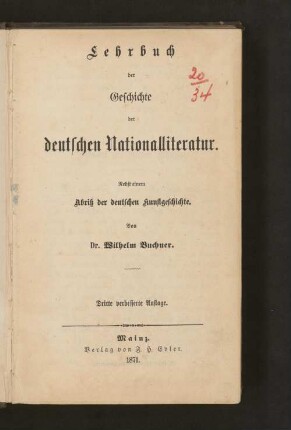 Lehrbuch
der
Geschichte
der
deutschen Nationalliteratur.
Nebst einem
Abriß der deutschen Kunstgeschichte.
Von
Dr. Wilhelm Buchner.
Dritte verbesserte Auflage.
Mainz.
Verlag von
1871.
20
34